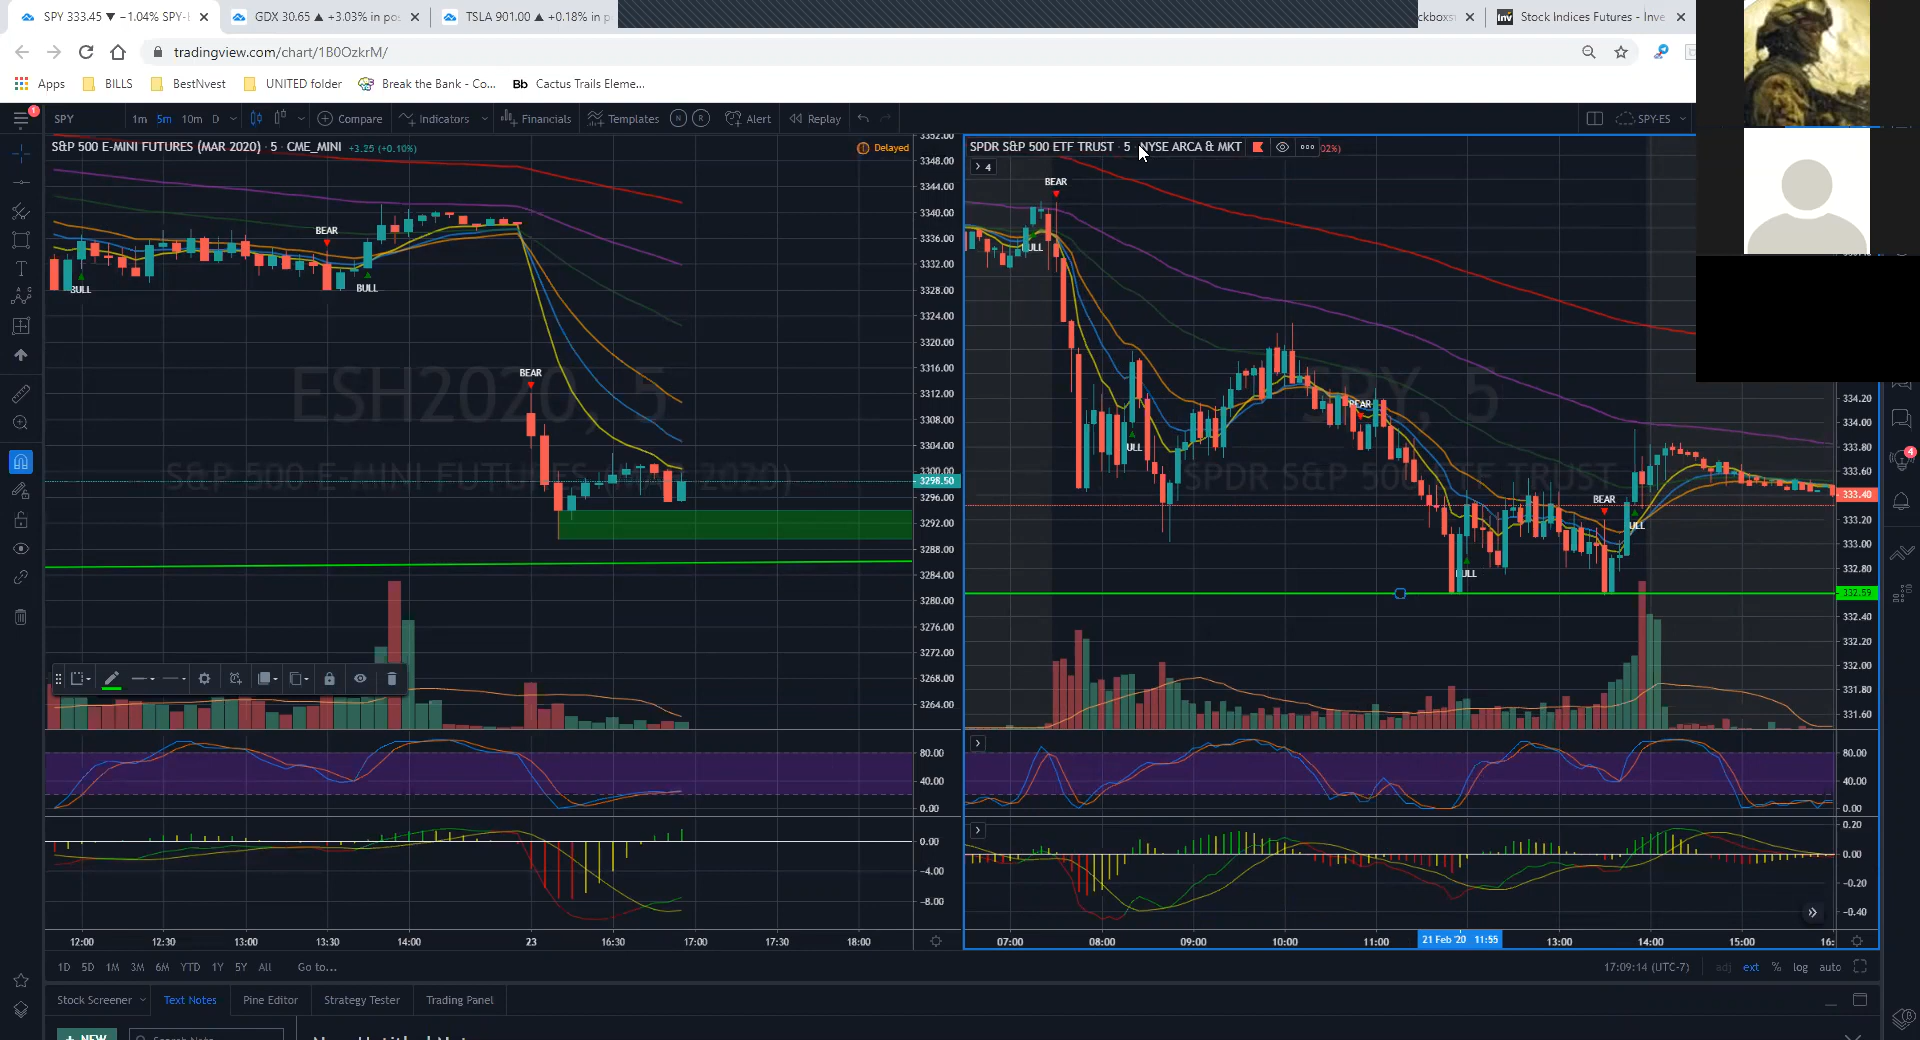 SPY 333.45 ▼ −1.04% SPY-E
GDX 30.65 ▲ +3.03% in po
TSLA 901.00 ▲ +0.18% in p
ckboxs
Stock Indices Futures - Inve
tradingview.com/chart/1B0OzkrM/
Apps
BILLS
BestNvest
UNITED folder
Break the Bank - Co...
Bb Cactus Trails Eleme...
1
SPY
1m 5m 10m D
Compare
Indicators
Financials
Templates
N R
Alert
Replay
SPY-ES
S&P 500 E-MINI FUTURES (MAR 2020) · 5 · CME_MINI +3.25 (+0.10%)
Delayed
BULL
BEAR
BULL
BEAR
ESH2020, 5
S&P 500 E-MINI FUTURES (MAR 2020)
3352.00
3348.00
3344.00
3340.00
3336.00
3332.00
3328.00
3324.00
3320.00
3316.00
3312.00
3308.00
3304.00
3300.00
3298.50
3296.00
3292.00
3288.00
3284.00
3280.00
3276.00
3272.00
3268.00
3264.00
80.00
40.00
0.00
0.00
−4.00
−8.00
12:00 12:30 13:00 13:30 14:00 23 16:30 17:00 17:30 18:00
SPDR S&P 500 ETF TRUST · 5 · NYSE ARCA & MKT
02%)
4
BEAR
ULL
ULL
BEAR
ULL
BEAR
ULL
SPY, 5
SPDR S&P 500 ETF TRUST
334.20
334.00
333.80
333.60
333.40
333.20
333.00
332.80
332.59
332.40
332.20
332.00
331.80
331.60
80.00
40.00
0.00
0.20
0.00
−0.20
−0.40
07:00 08:00 09:00 10:00 11:00 21 Feb '20 11:55 13:00 14:00 15:00 16:
4
1D 5D 1M 3M 6M YTD 1Y 5Y All Go to...
17:09:14 (UTC-7) adj ext % log auto
Stock Screener
Text Notes
Pine Editor
Strategy Tester
Trading Panel
+ NEW
Search Note